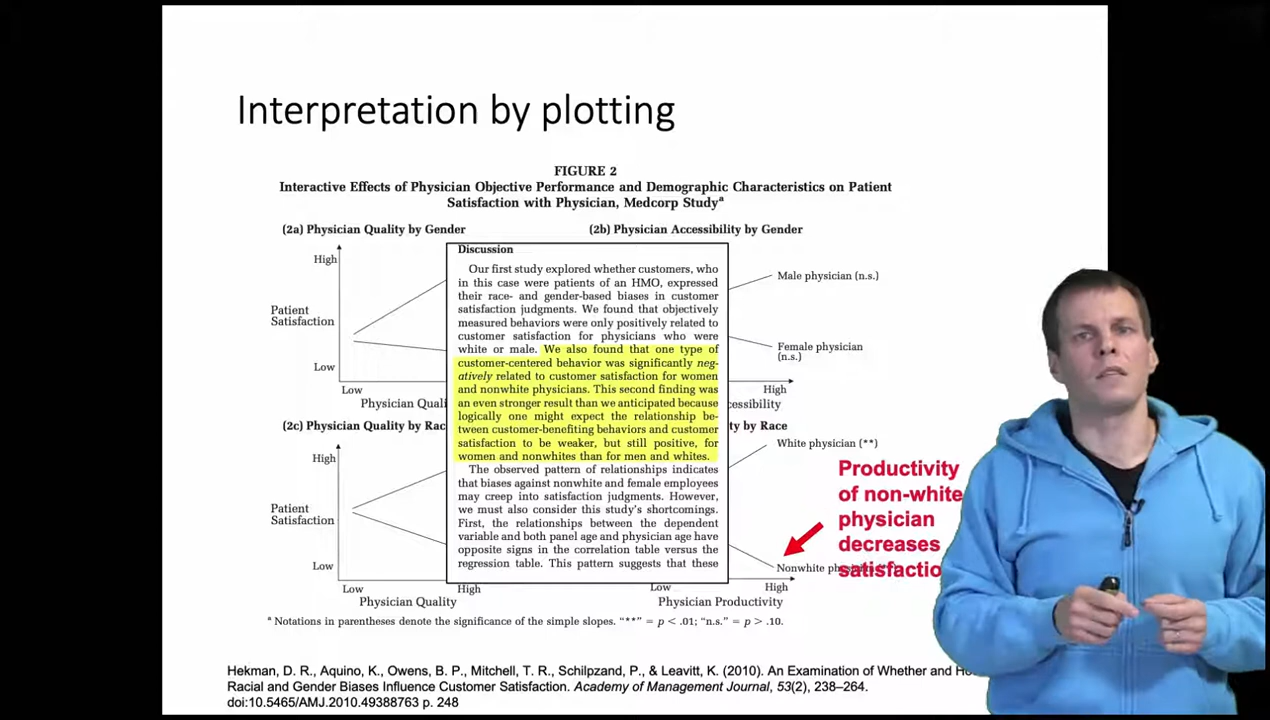 Interpretation by plotting
FIGURE 2
Interactive Effects of Physician Objective Performance and Demographic Characteristics on Patient
Satisfaction with Physician, Medcorp Studyᵃ
(2a) Physician Quality by Gender
(2b) Physician Accessibility by Gender
High
Patient
Satisfaction
Low
Low
Physician Quali
Male physician (n.s.)
Female physician
(n.s.)
High
cessibility
Discussion
Our first study explored whether customers, who
in this case were patients of an HMO, expressed
their race- and gender-based biases in customer
satisfaction judgments. We found that objectively
measured behaviors were only positively related to
customer satisfaction for physicians who were
white or male. We also found that one type of
customer-centered behavior was significantly neg-
atively related to customer satisfaction for women
and nonwhite physicians. This second finding was
an even stronger result than we anticipated because
logically one might expect the relationship be-
tween customer-benefiting behaviors and customer
satisfaction to be weaker, but still positive, for
women and nonwhites than for men and whites.
The observed pattern of relationships indicates
that biases against nonwhite and female employees
may creep into satisfaction judgments. However,
we must also consider this study's shortcomings.
First, the relationships between the dependent
variable and both panel age and physician age have
opposite signs in the correlation table versus the
regression table. This pattern suggests that these
(2c) Physician Quality by Rac
ty by Race
High
Patient
Satisfaction
Low
Low
High
Physician Quality
White physician (**)
Productivity
of non-white
physician
decreases
satisfactio
Nonwhite
Low
High
Physician Productivity
ᵃ Notations in parentheses denote the significance of the simple slopes. “**” = p < .01; “n.s.” = p > .10.
Hekman, D. R., Aquino, K., Owens, B. P., Mitchell, T. R., Schilpzand, P., & Leavitt, K. (2010). An Examination of Whether and Ho
Racial and Gender Biases Influence Customer Satisfaction. Academy of Management Journal, 53(2), 238–264.
doi:10.5465/AMJ.2010.49388763 p. 248